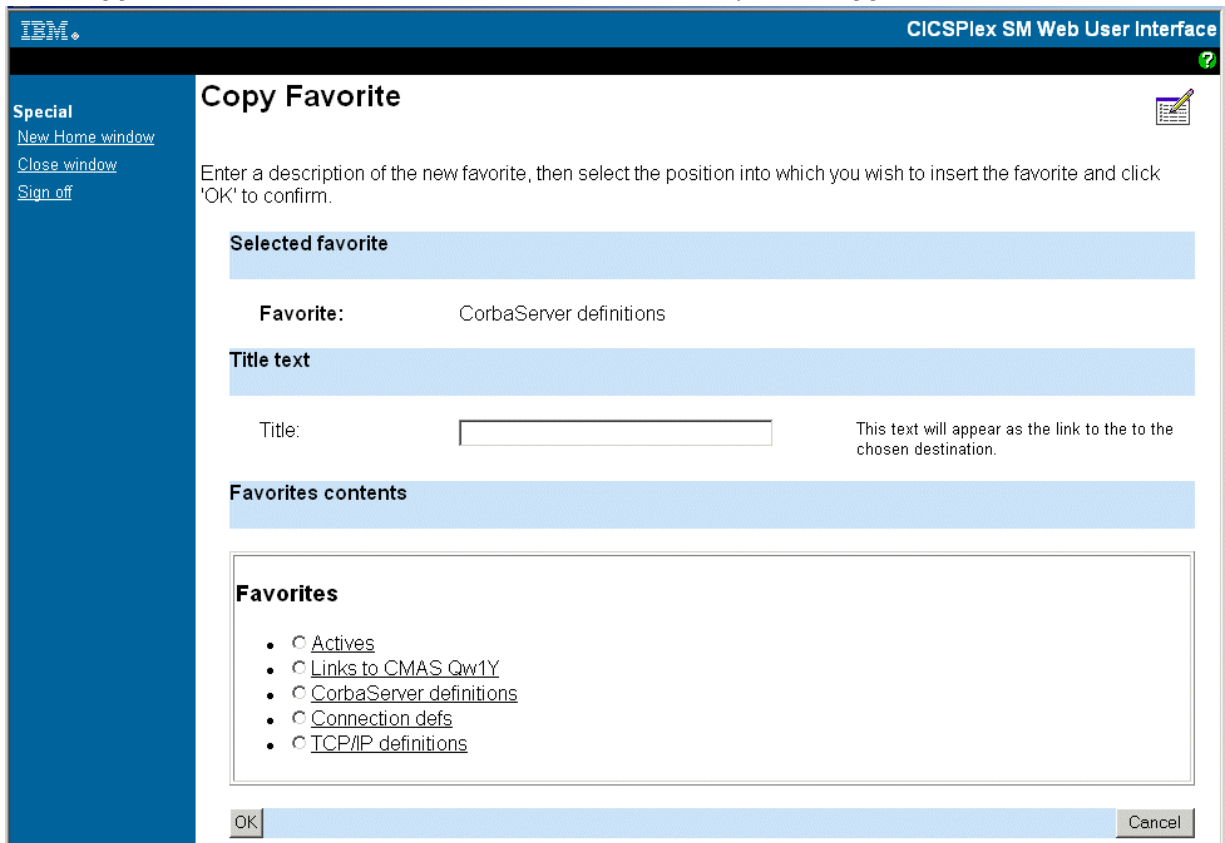 IBM.
CICSPlex SM Web User Interface
?
Special
New Home window
Close window
Sign off
Copy Favorite
Enter a description of the new favorite, then select the position into which you wish to insert the favorite and click
'OK' to confirm.
Selected favorite
Favorite: CorbaServer definitions
Title text
Title:
This text will appear as the link to the to the
chosen destination.
Favorites contents
Favorites
Actives
Links to CMAS Qw1Y
CorbaServer definitions
Connection defs
TCP/IP definitions
OK
Cancel